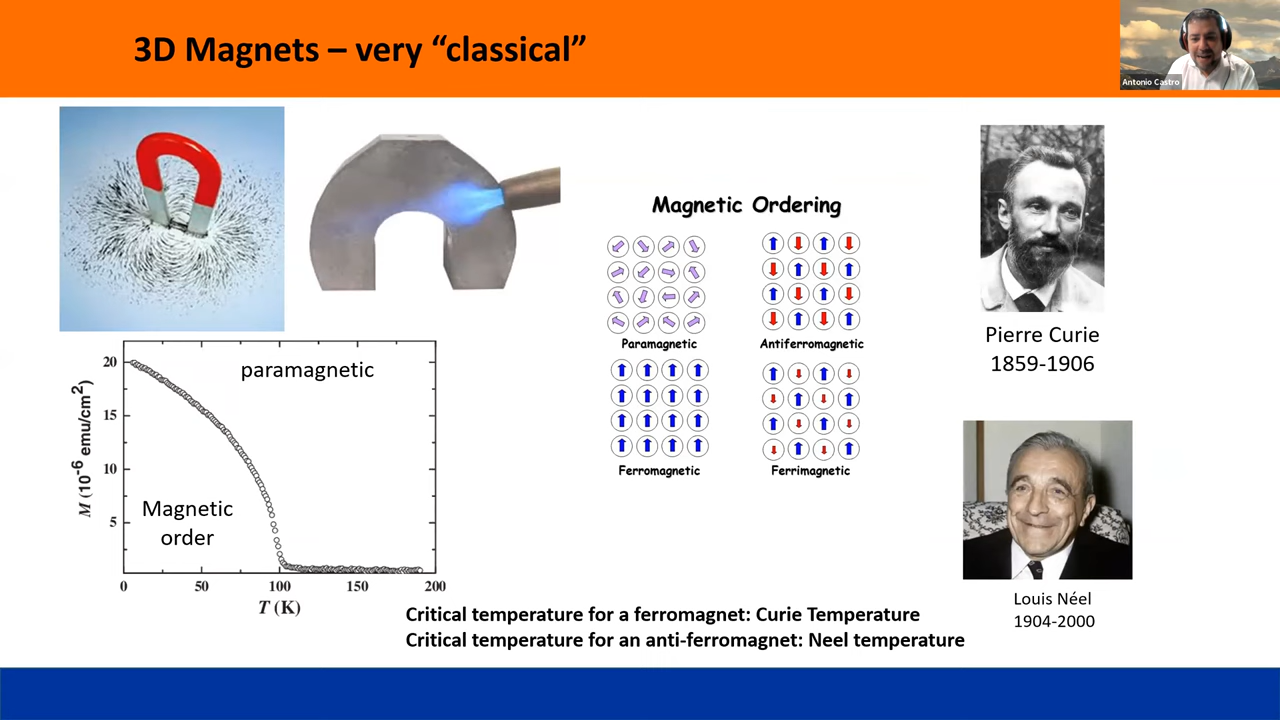 3D Magnets – very “classical”
Antonio Castro
Magnetic Ordering
Paramagnetic
Antiferromagnetic
Ferromagnetic
Ferrimagnetic
Pierre Curie
1859-1906
Louis Néel
1904-2000
paramagnetic
Magnetic
order
M (10⁻⁶ emu/cm²)
20
15
10
5
0 50 100 150 200
T (K)
Critical temperature for a ferromagnet: Curie Temperature
Critical temperature for an anti-ferromagnet: Neel temperature